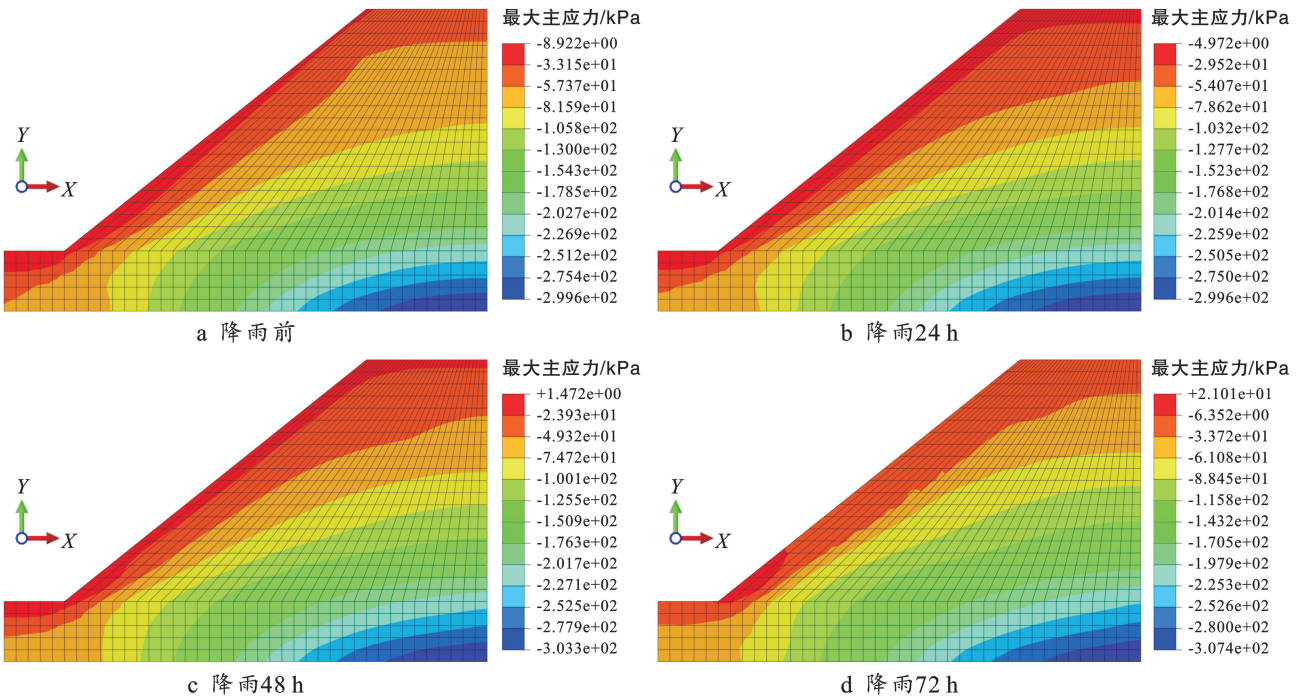 最大主应力/kPa
-8.922e+00
-3.315e+01
-5.737e+01
-8.159e+01
-1.058e+02
-1.300e+02
-1.543e+02
-1.785e+02
-2.027e+02
-2.269e+02
-2.512e+02
-2.754e+02
-2.996e+02
Y
X
a 降雨前
最大主应力/kPa
-4.972e+00
-2.952e+01
-5.407e+01
-7.862e+01
-1.032e+02
-1.277e+02
-1.523e+02
-1.768e+02
-2.014e+02
-2.259e+02
-2.505e+02
-2.750e+02
-2.996e+02
Y
X
b 降雨24 h
最大主应力/kPa
+1.472e+00
-2.393e+01
-4.932e+01
-7.472e+01
-1.001e+02
-1.255e+02
-1.509e+02
-1.763e+02
-2.017e+02
-2.271e+02
-2.525e+02
-2.779e+02
-3.033e+02
Y
X
c 降雨48 h
最大主应力/kPa
+2.101e+01
-6.352e+00
-3.372e+01
-6.108e+01
-8.845e+01
-1.158e+02
-1.432e+02
-1.705e+02
-1.979e+02
-2.253e+02
-2.526e+02
-2.800e+02
-3.074e+02
Y
X
d 降雨72 h